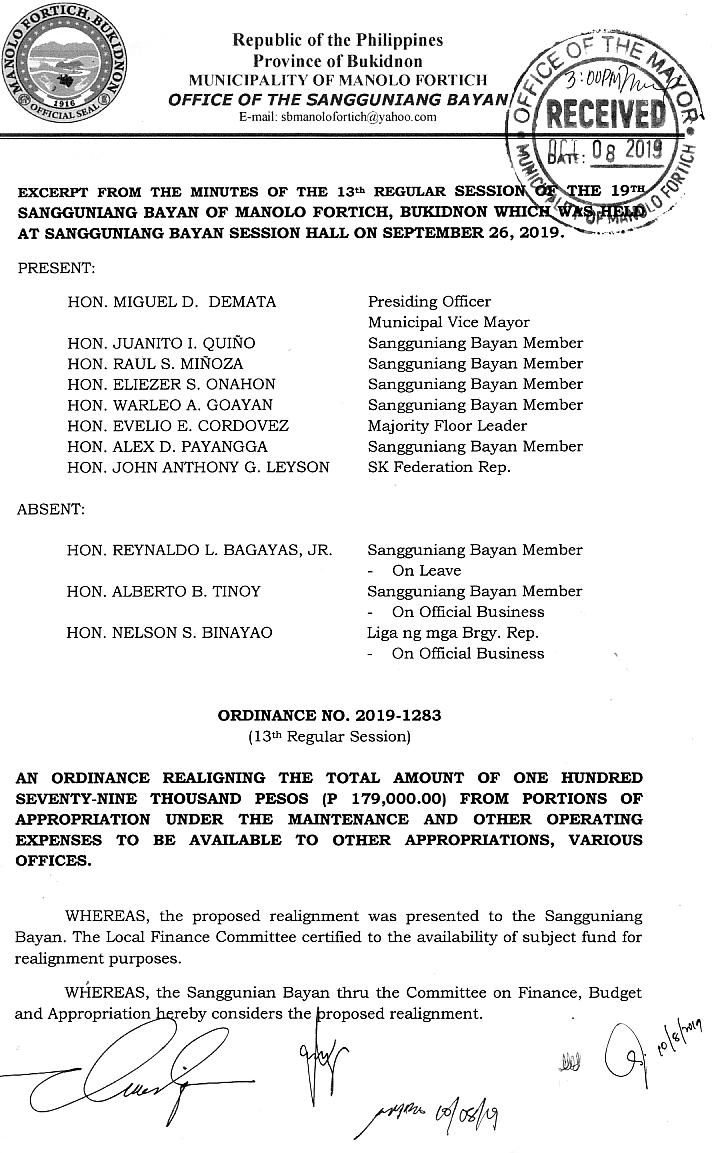 MANOLO FORTICH, BUKIDNON
1916
OFFICIAL SEAL
Republic of the Philippines
Province of Bukidnon
MUNICIPALITY OF MANOLO FORTICH
OFFICE OF THE SANGGUNIANG BAYAN
E-mail: sbmanolofortich@yahoo.com
OFFICE OF THE MAYOR
3:00PM
RECEIVED
DATE: OCT 08 2019
MUNICIPALITY OF MANOLO FORTICH
EXCERPT FROM THE MINUTES OF THE 13th REGULAR SESSION OF THE 19TH
SANGGUNIANG BAYAN OF MANOLO FORTICH, BUKIDNON WHICH WAS HELD
AT SANGGUNIANG BAYAN SESSION HALL ON SEPTEMBER 26, 2019.
PRESENT:
HON. MIGUEL D. DEMATA Presiding Officer
Municipal Vice Mayor
HON. JUANITO I. QUIÑO Sangguniang Bayan Member
HON. RAUL S. MIÑOZA Sangguniang Bayan Member
HON. ELIEZER S. ONAHON Sangguniang Bayan Member
HON. WARLEO A. GOAYAN Sangguniang Bayan Member
HON. EVELIO E. CORDOVEZ Majority Floor Leader
HON. ALEX D. PAYANGGA Sangguniang Bayan Member
HON. JOHN ANTHONY G. LEYSON SK Federation Rep.
ABSENT:
HON. REYNALDO L. BAGAYAS, JR. Sangguniang Bayan Member
- On Leave
HON. ALBERTO B. TINOY Sangguniang Bayan Member
- On Official Business
HON. NELSON S. BINAYAO Liga ng mga Brgy. Rep.
- On Official Business
ORDINANCE NO. 2019-1283
(13th Regular Session)
AN ORDINANCE REALIGNING THE TOTAL AMOUNT OF ONE HUNDRED
SEVENTY-NINE THOUSAND PESOS (P 179,000.00) FROM PORTIONS OF
APPROPRIATION UNDER THE MAINTENANCE AND OTHER OPERATING
EXPENSES TO BE AVAILABLE TO OTHER APPROPRIATIONS, VARIOUS
OFFICES.
WHEREAS, the proposed realignment was presented to the Sangguniang
Bayan. The Local Finance Committee certified to the availability of subject fund for
realignment purposes.
WHEREAS, the Sanggunian Bayan thru the Committee on Finance, Budget
and Appropriation hereby considers the proposed realignment.
10/8/2019
10/08/19